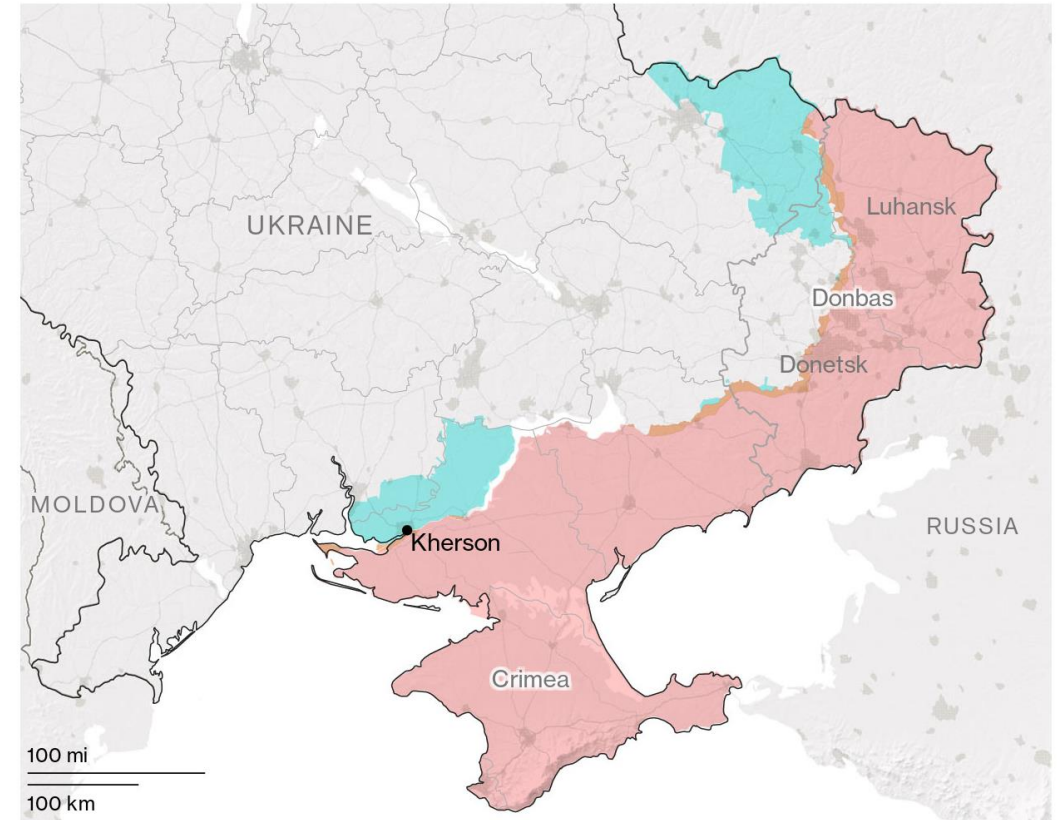 Luhansk
UKRAINE
Donbas
Donetsk
MOLDOVA
RUSSIA
Kherson
Crimea
100 mi
100 km